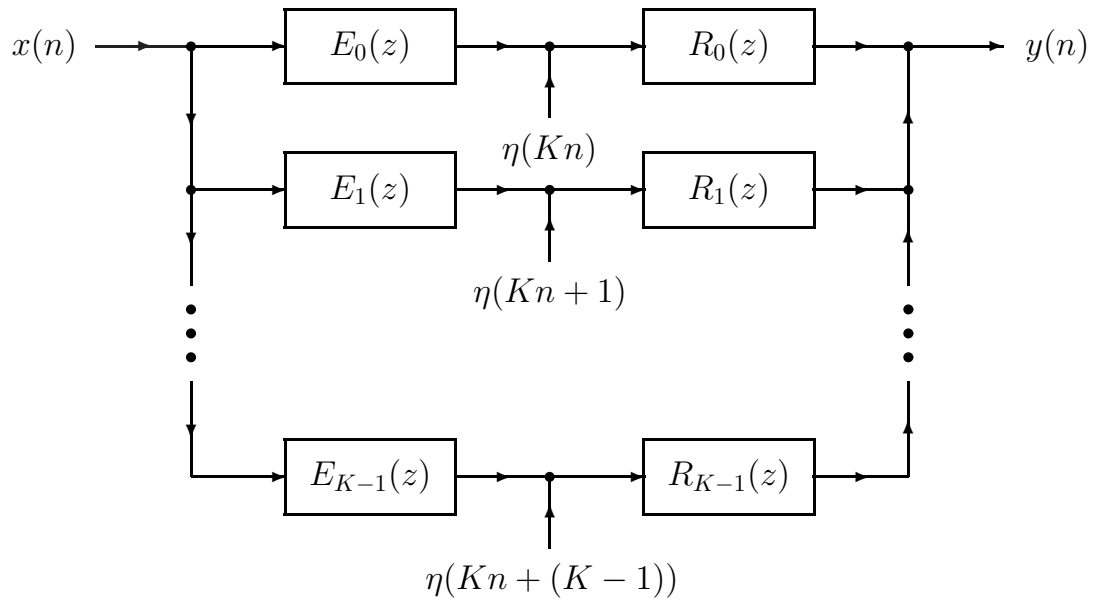 x(n) E_0(z) R_0(z) y(n)
η(Kn)
E_1(z) R_1(z)
η(Kn + 1)
E_{K−1}(z) R_{K−1}(z)
η(Kn + (K − 1))